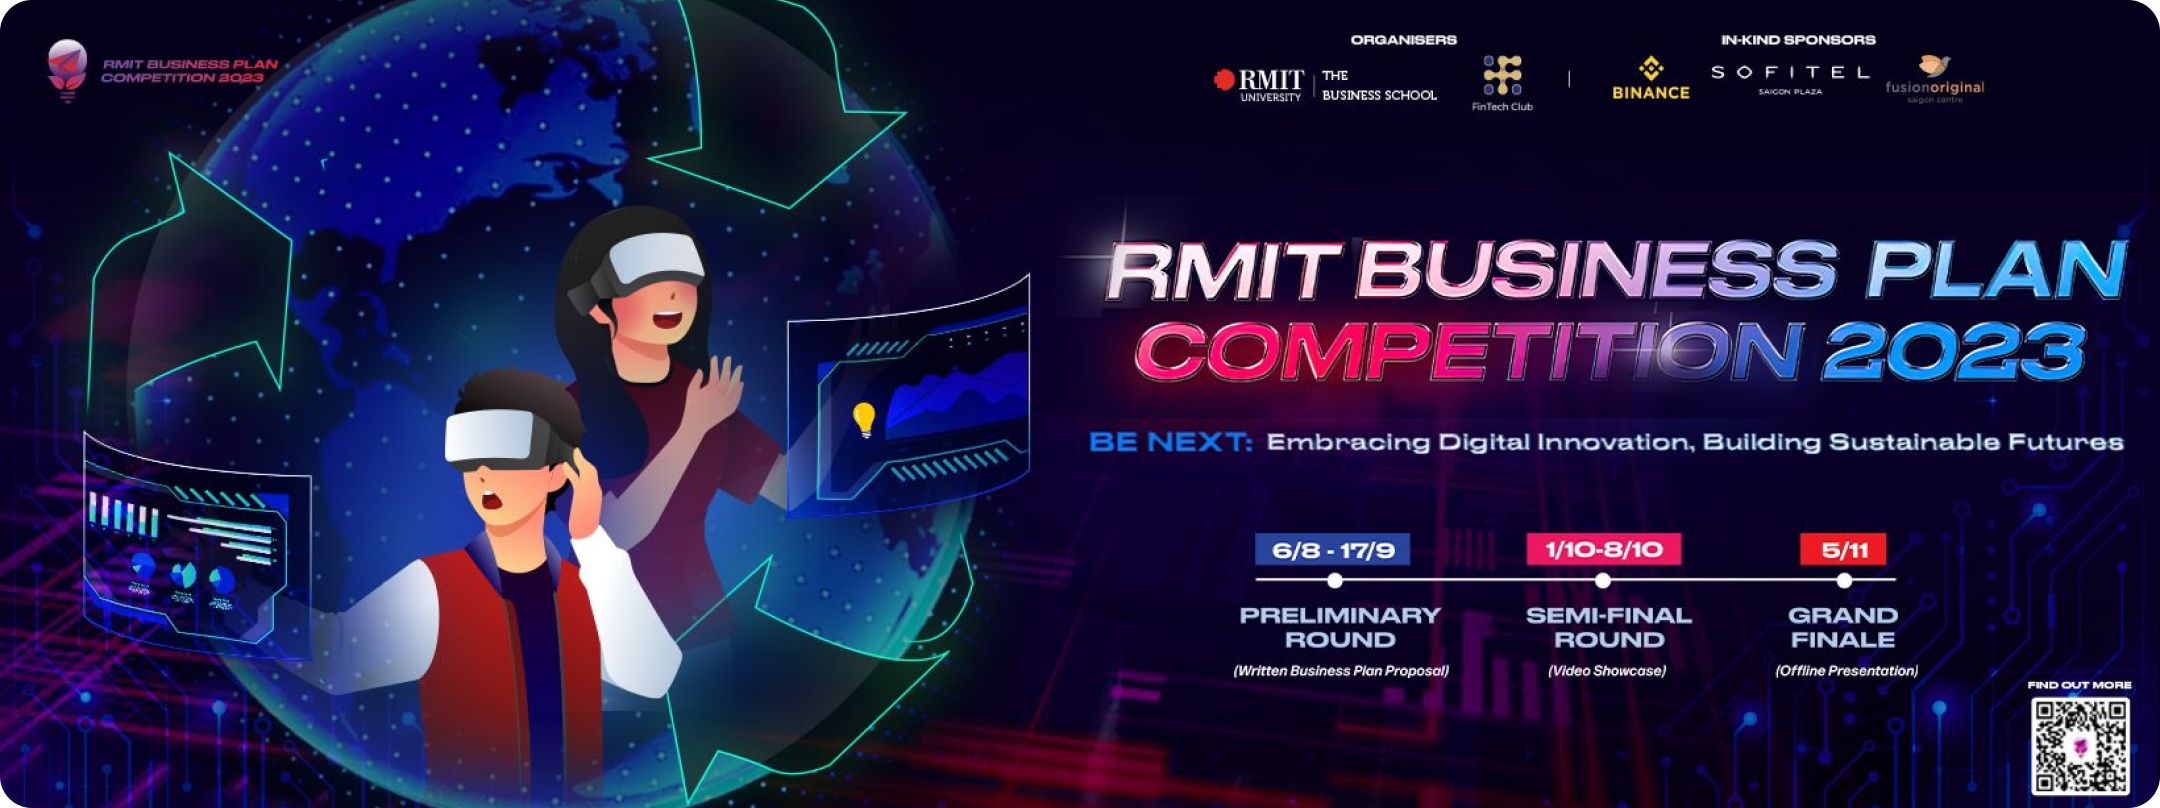 RMIT BUSINESS PLAN
COMPETITION 2023
ORGANISERS
RMIT
UNIVERSITY
THE
BUSINESS SCHOOL
FinTech Club
IN-KIND SPONSORS
BINANCE
SOFITEL
SAIGON PLAZA
fusionoriginal
saigon centre
RMIT BUSINESS PLAN
COMPETITION 2023
BE NEXT: Embracing Digital Innovation, Building Sustainable Futures
6/8 - 17/9
PRELIMINARY
ROUND
(Written Business Plan Proposal)
1/10-8/10
SEMI-FINAL
ROUND
(Video Showcase)
5/11
GRAND
FINALE
(Offline Presentation)
FIND OUT MORE